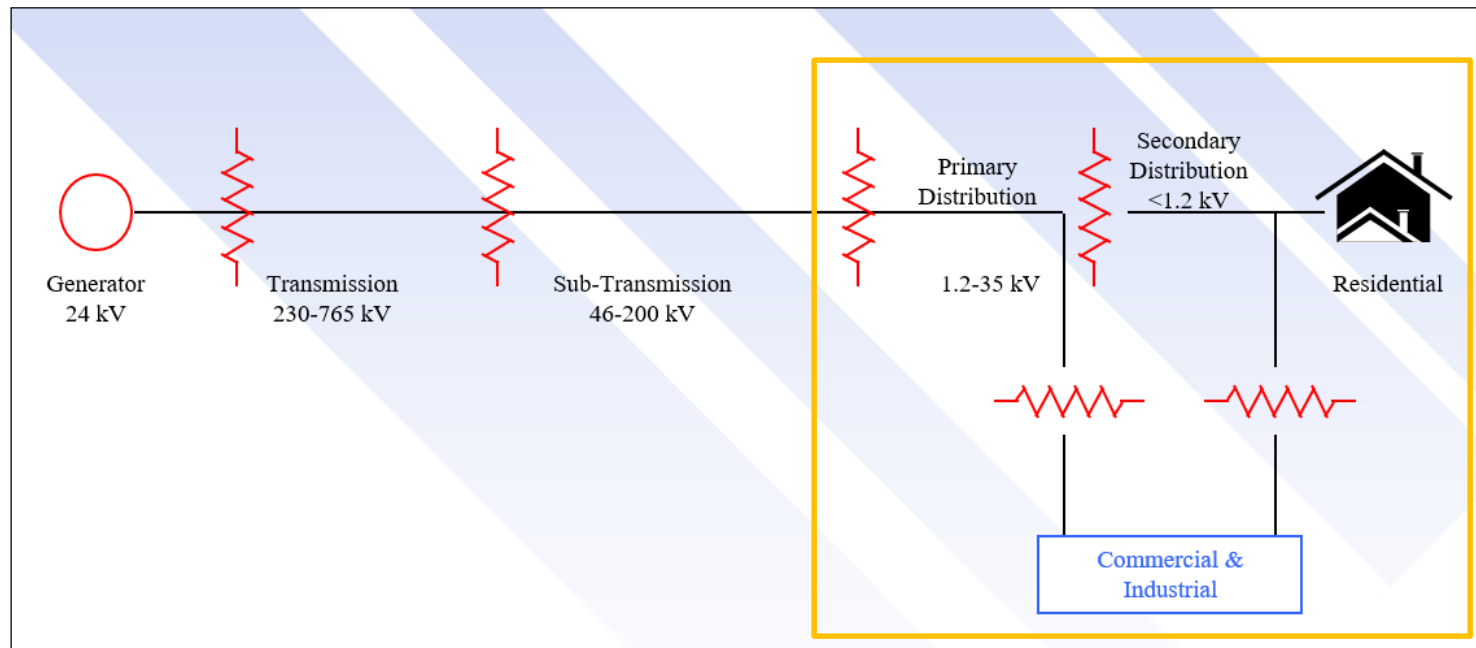 Generator
24 kV
Transmission
230-765 kV
Sub-Transmission
46-200 kV
Primary
Distribution
1.2-35 kV
Secondary
Distribution
<1.2 kV
Residential
Commercial &
Industrial